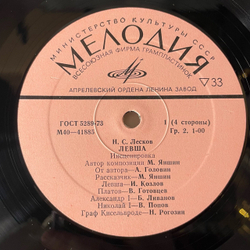 МИНИСТЕРСТВО КУЛЬТУРЫ СССР
МЕЛОДИЯ
ВСЕСОЮЗНАЯ ФИРМА ГРАМПЛАСТИНОК
▽33
АПРЕЛЕВСКИЙ ОРДЕНА ЛЕНИНА ЗАВОД
ГОСТ 5289-73
1 (4 стороны)
М40—41885
Гр. 2. 1-00
Н. С. Лесков
ЛЕВША
Инсценировка
Автор композиции М. Яншин
От автора—А. Головин
Рассказчик—М. Яншин
Левша—И. Козлов
Платов—В. Готовцев
Александр I—Б. Ливанов
Николай I—В. Попов
Граф Кисельвроде—Н. Рогозин